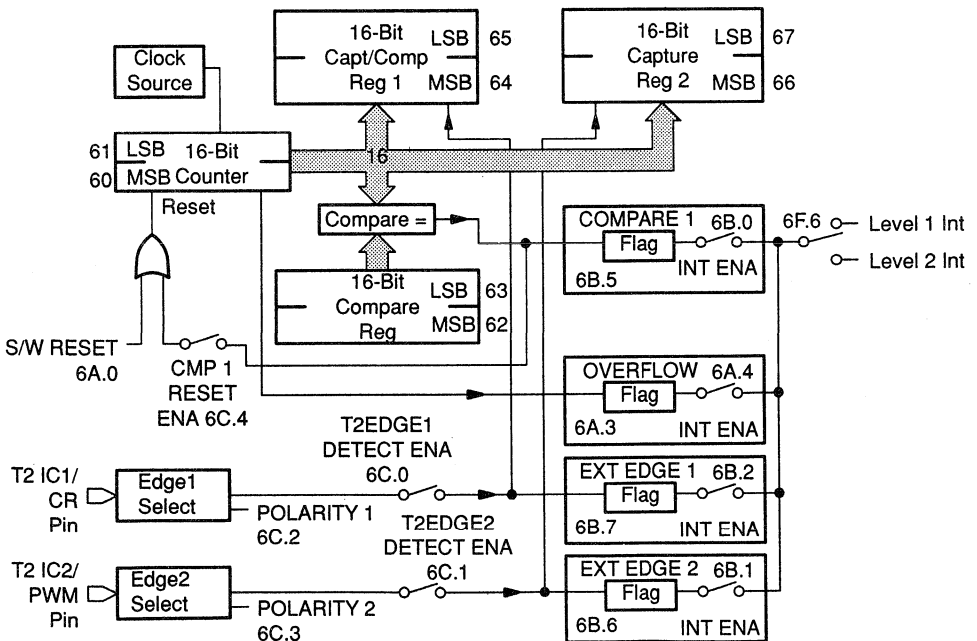 16-Bit LSB 65
Capt/Comp
Reg 1 MSB 64
16-Bit LSB 67
Capture
Reg 2 MSB 66
Clock
Source
61 LSB 16-Bit
60 MSB Counter
Reset
16
Compare =
16-Bit
LSB 63
Compare
MSB 62
Reg
S/W RESET
6A.0
CMP 1
RESET
ENA 6C.4
COMPARE 1 6B.0
Flag
INT ENA
6B.5
6F.6
Level 1 Int
Level 2 Int
OVERFLOW 6A.4
Flag
6A.3 INT ENA
T2EDGE1
DETECT ENA
6C.0
T2 IC1/
CR
Pin
Edge1
Select
POLARITY 1
6C.2
EXT EDGE 1 6B.2
Flag
6B.7 INT ENA
T2EDGE2
DETECT ENA
6C.1
T2 IC2/
PWM
Pin
Edge2
Select
POLARITY 2
6C.3
EXT EDGE 2 6B.1
Flag
6B.6 INT ENA